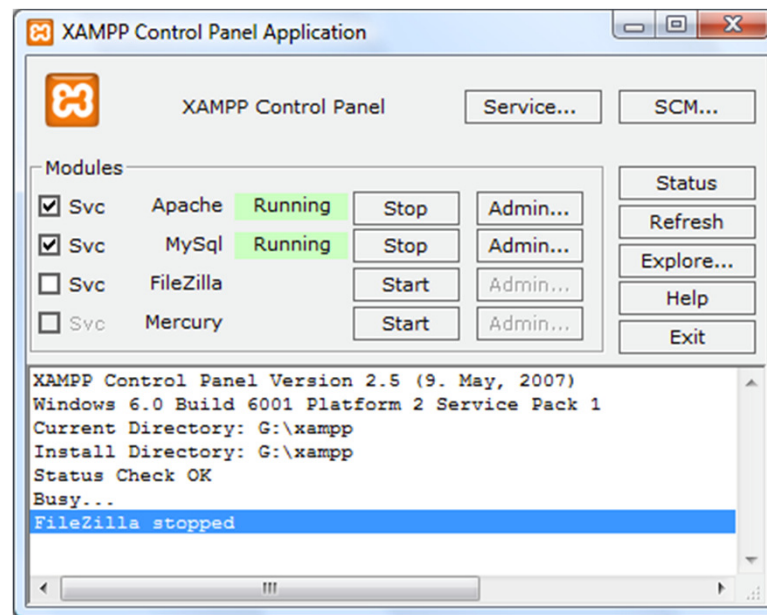 XAMPP Control Panel Application
XAMPP Control Panel Service... SCM...
Modules
Svc Apache Running Stop Admin...
Svc MySql Running Stop Admin...
Svc FileZilla Start Admin...
Svc Mercury Start Admin...
Status
Refresh
Explore...
Help
Exit
XAMPP Control Panel Version 2.5 (9. May, 2007)
Windows 6.0 Build 6001 Platform 2 Service Pack 1
Current Directory: G:\xampp
Install Directory: G:\xampp
Status Check OK
Busy...
FileZilla stopped